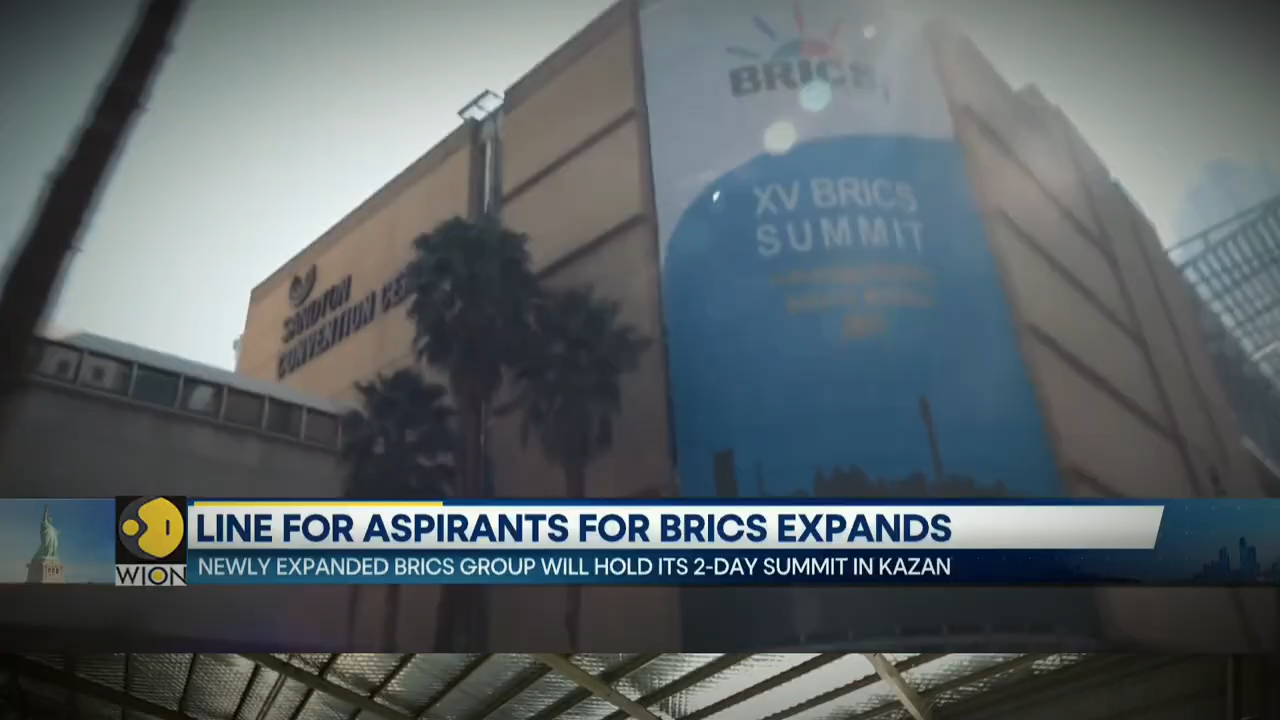 BRICS
XV BRICS
SUMMIT
SANDTON
CONVENTION
LINE FOR ASPIRANTS FOR BRICS EXPANDS
WION
NEWLY EXPANDED BRICS GROUP WILL HOLD ITS 2-DAY SUMMIT IN KAZAN